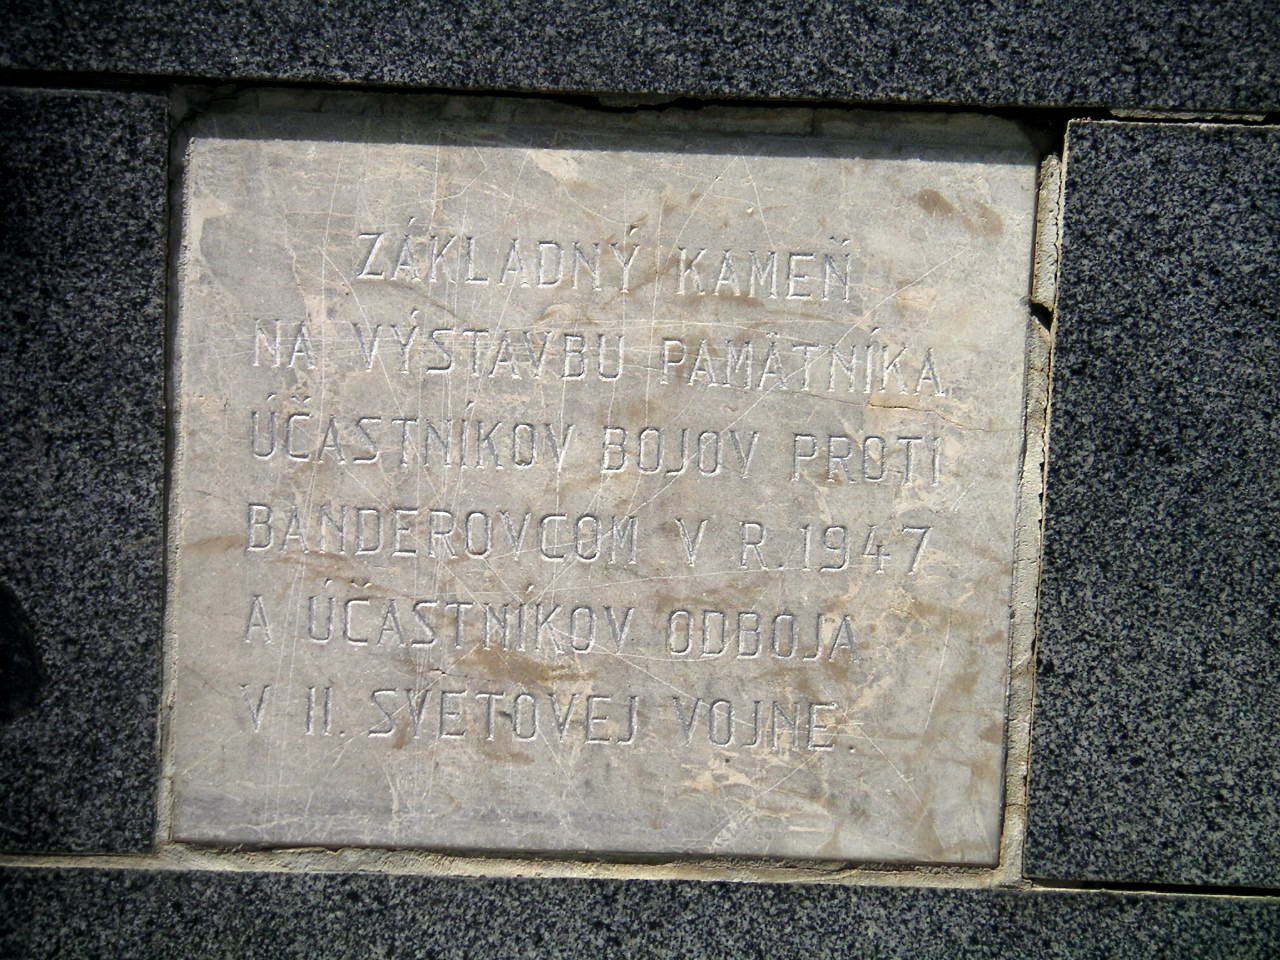 ZÁKLADNÝ KAMEŇ
NA VÝSTAVBU PAMÄTNÍKA
ÚČASTNÍKOV BOJOV PROTI
BANDEROVCOM V R. 1947
A ÚČASTNÍKOV ODBOJA
V II. SVETOVEJ VOJNE.